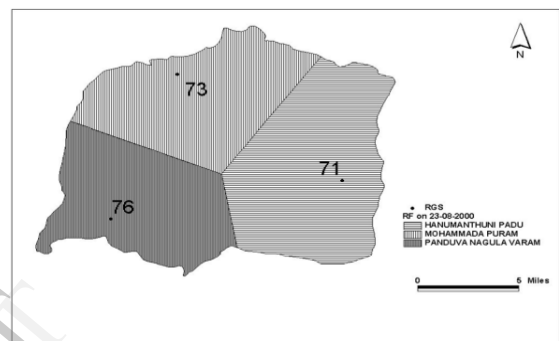 N
73
71
76
RGS
RF on 23-08-2000
HANUMANTHUNI PADU
MOHAMMADA PURAM
PANDUVA NAGULA VARAM
0 5 Miles